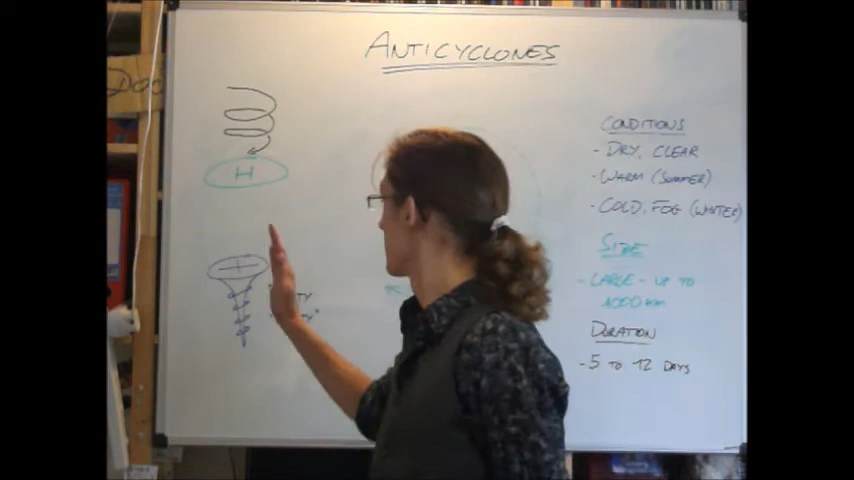 ANTICYCLONES
H
CONDITIONS
- DRY, CLEAR
- WARM (SUMMER)
- COLD, FOG (WINTER)
SIZE
- LARGE - UP TO
1000 KM
DURATION
- 5 TO 12 DAYS